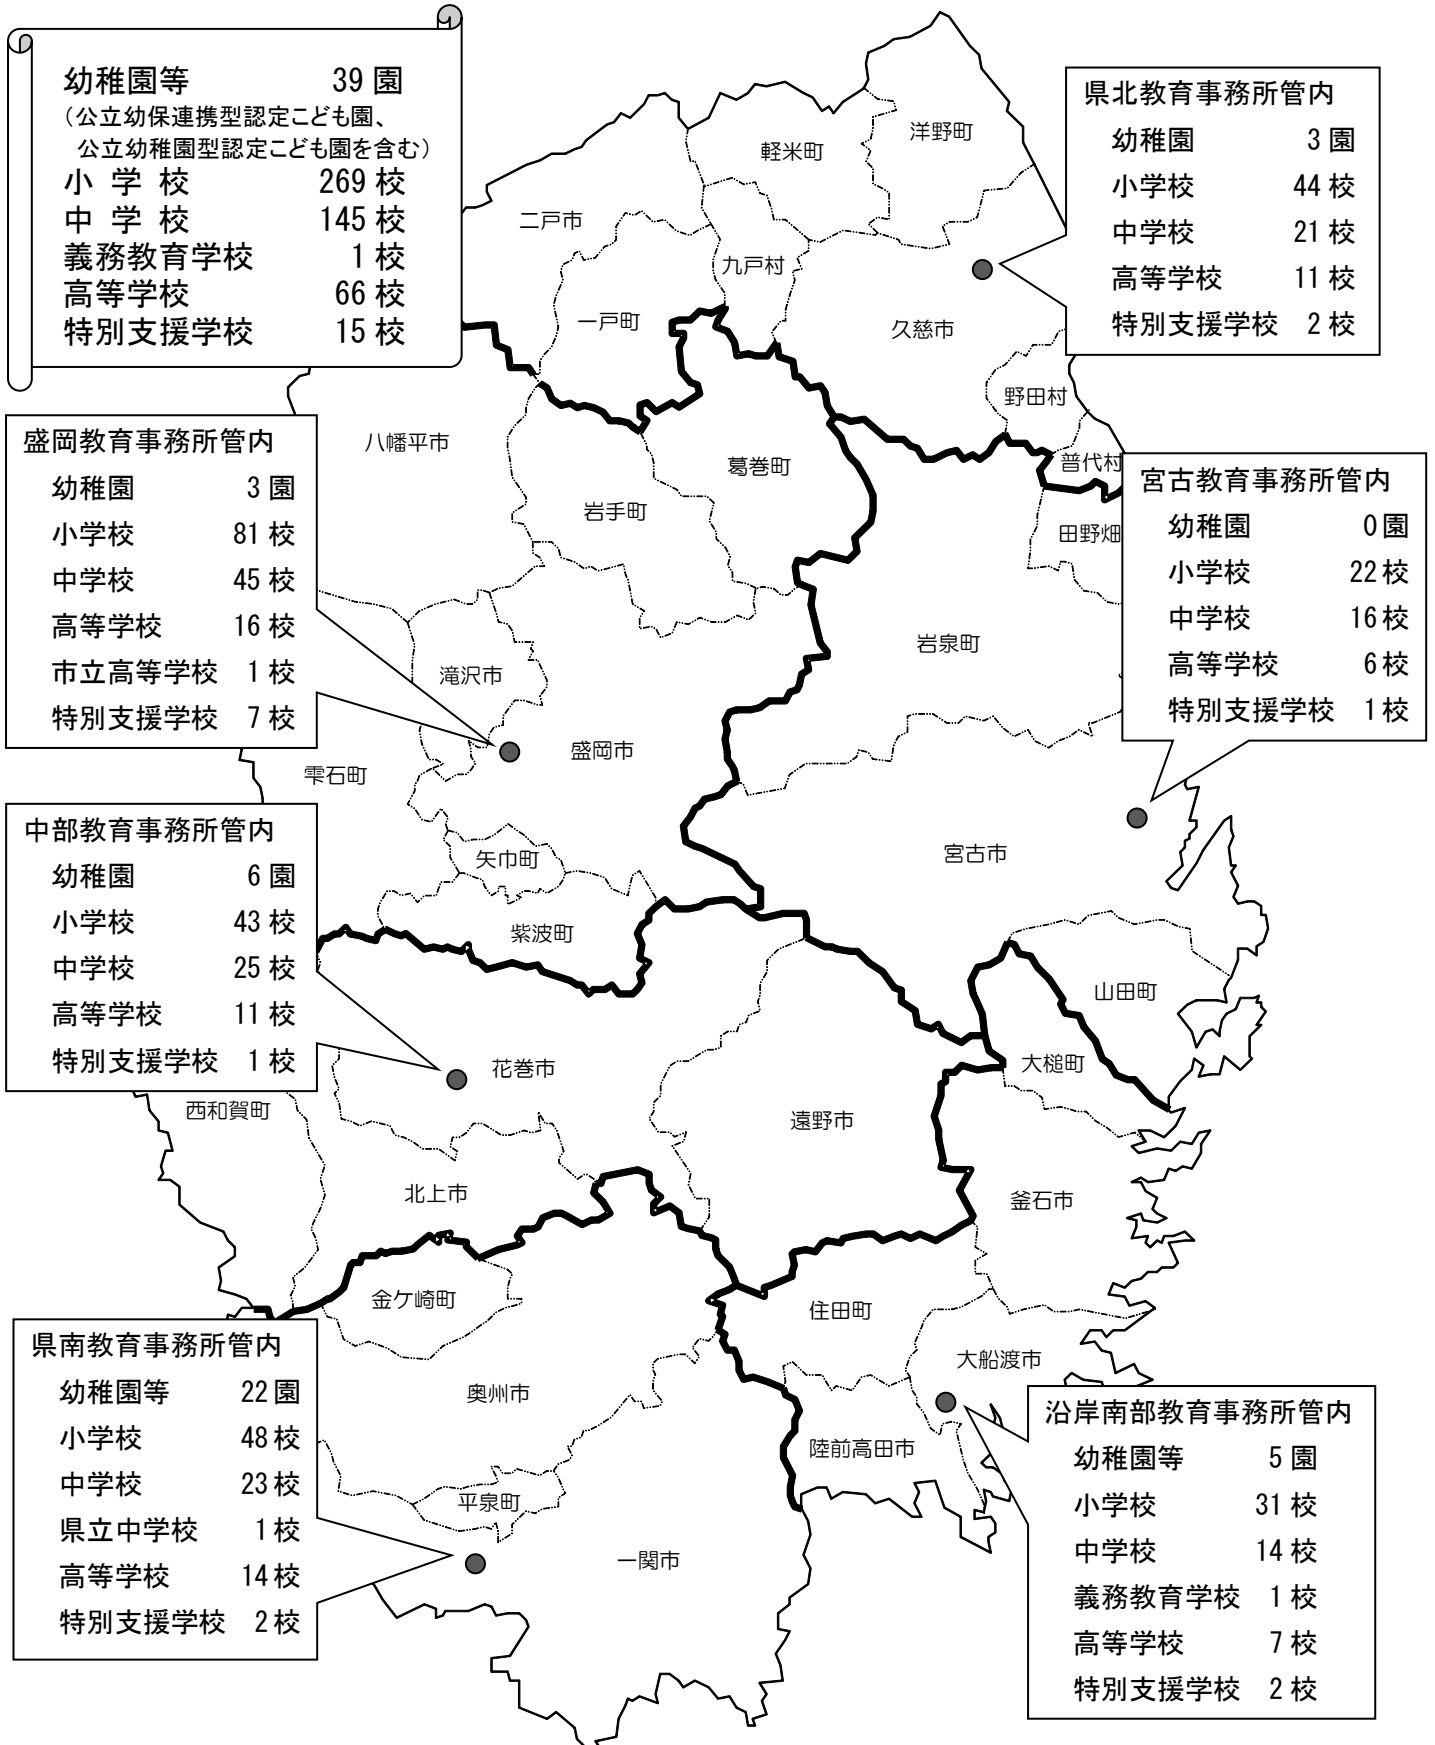 幼稚園等 39 園
（公立幼保連携型認定こども園、
公立幼稚園型認定こども園を含む）
小 学 校 269 校
中 学 校 145 校
義務教育学校 1 校
高等学校 66 校
特別支援学校 15 校
県北教育事務所管内
幼稚園 3 園
小学校 44 校
中学校 21 校
高等学校 11 校
特別支援学校 2 校
洋野町
軽米町
二戸市
九戸村
一戸町
久慈市
野田村
普代村
盛岡教育事務所管内
幼稚園 3 園
小学校 81 校
中学校 45 校
高等学校 16 校
市立高等学校 1 校
特別支援学校 7 校
八幡平市
葛巻町
岩手町
田野畑
宮古教育事務所管内
幼稚園 0 園
小学校 22 校
中学校 16 校
高等学校 6 校
特別支援学校 1 校
岩泉町
滝沢市
盛岡市
雫石町
中部教育事務所管内
幼稚園 6 園
小学校 43 校
中学校 25 校
高等学校 11 校
特別支援学校 1 校
矢巾町
宮古市
紫波町
山田町
花巻市
大槌町
西和賀町
遠野市
北上市
釜石市
金ケ崎町
住田町
大船渡市
県南教育事務所管内
幼稚園等 22 園
小学校 48 校
中学校 23 校
県立中学校 1 校
高等学校 14 校
特別支援学校 2 校
奥州市
陸前高田市
平泉町
一関市
沿岸南部教育事務所管内
幼稚園等 5 園
小学校 31 校
中学校 14 校
義務教育学校 1 校
高等学校 7 校
特別支援学校 2 校